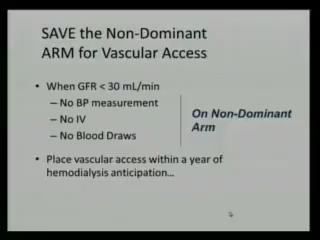 SAVE the Non-Dominant
ARM for Vascular Access
• When GFR < 30 mL/min
– No BP measurement
– No IV
– No Blood Draws
On Non-Dominant
Arm
• Place vascular access within a year of
hemodialysis anticipation…